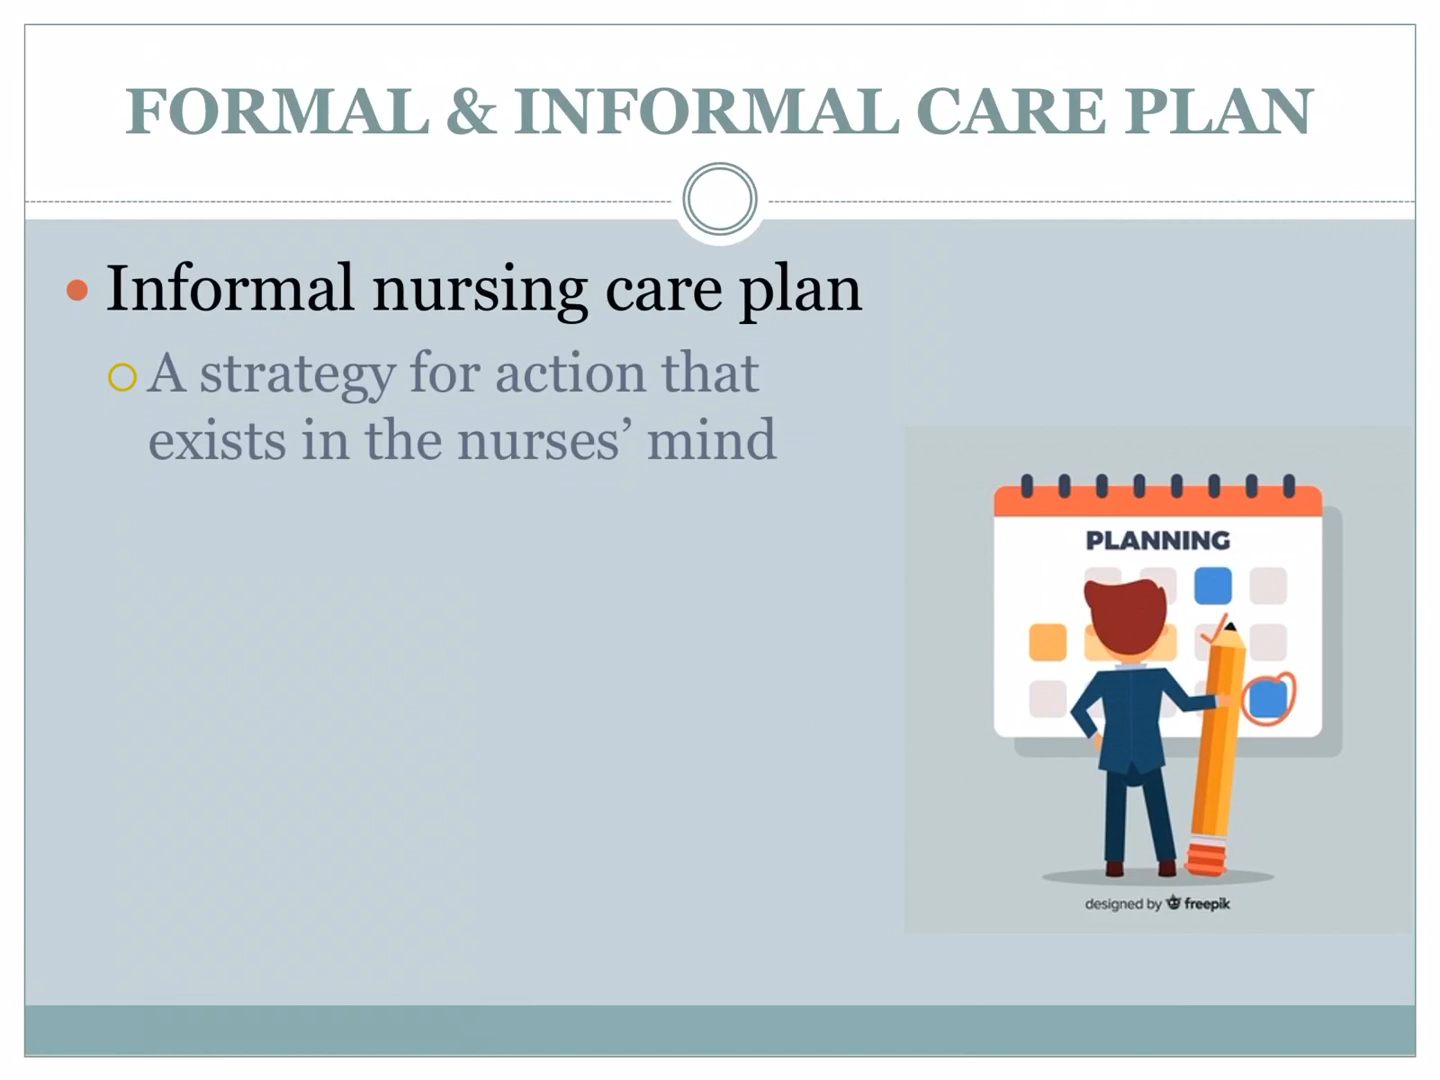 FORMAL & INFORMAL CARE PLAN
Informal nursing care plan
A strategy for action that
exists in the nurses’ mind
PLANNING
designed by freepik